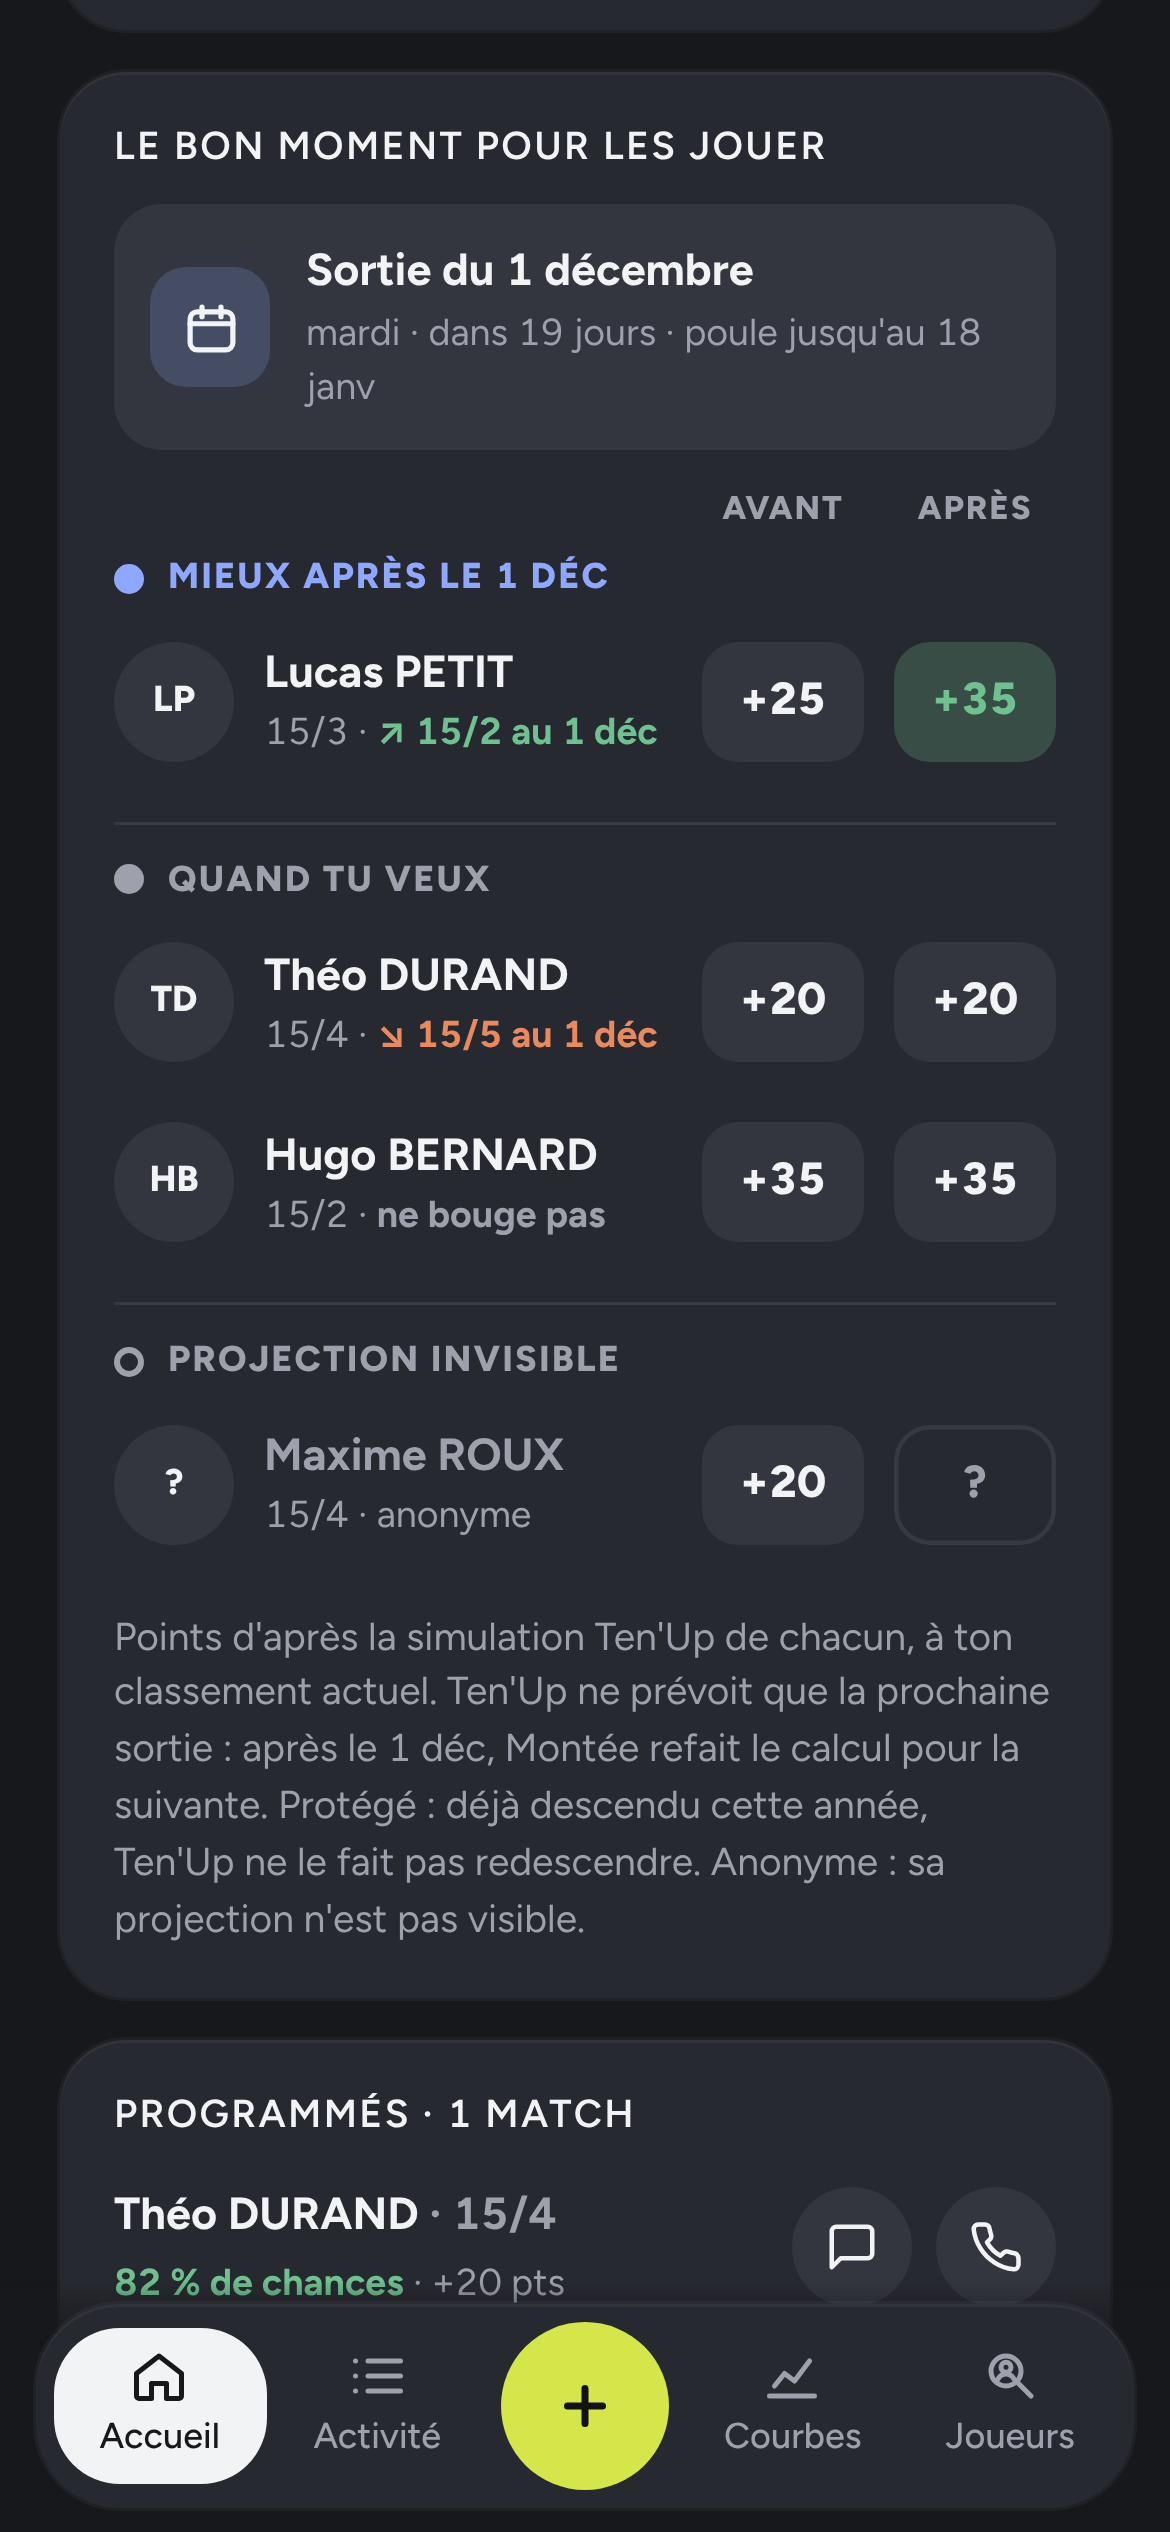 LE BON MOMENT POUR LES JOUER
Sortie du 1 décembre
mardi · dans 19 jours · poule jusqu'au 18
janv
AVANT APRÈS
MIEUX APRÈS LE 1 DÉC
LP
Lucas PETIT
15/3 · ↗ 15/2 au 1 déc
+25
+35
QUAND TU VEUX
TD
Théo DURAND
15/4 · ↘ 15/5 au 1 déc
+20
+20
HB
Hugo BERNARD
15/2 · ne bouge pas
+35
+35
PROJECTION INVISIBLE
?
Maxime ROUX
15/4 · anonyme
+20
?
Points d'après la simulation Ten'Up de chacun, à ton
classement actuel. Ten'Up ne prévoit que la prochaine
sortie : après le 1 déc, Montée refait le calcul pour la
suivante. Protégé : déjà descendu cette année,
Ten'Up ne le fait pas redescendre. Anonyme : sa
projection n'est pas visible.
PROGRAMMÉS · 1 MATCH
Théo DURAND · 15/4
82 % de chances · +20 pts
Accueil
Activité
+
Courbes
Joueurs